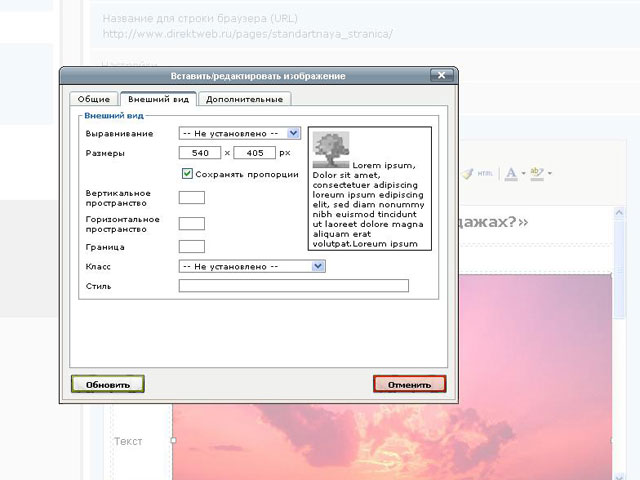 Название для строки браузера (URL)
http://www.direktweb.ru/pages/standartnaya_stranica/
Настройки
Вставить/редактировать изображение
Общие
Внешний вид
Дополнительные
Внешний вид
Выравнивание
-- Не установлено --
Размеры
540 x 405 px
Сохранять пропорции
Вертикальное
пространство
Горизонтальное
пространство
Граница
Класс
-- Не установлено --
Стиль
Lorem ipsum,
Dolor sit amet,
consectetuer adipiscing
loreum ipsum edipiscing
elit, sed diam nonummy
nibh euismod tincidunt
ut laoreet dolore magna
aliquam erat
volutpat.Loreum ipsum
Обновить
Отменить
HTML
дажах?»
Текст